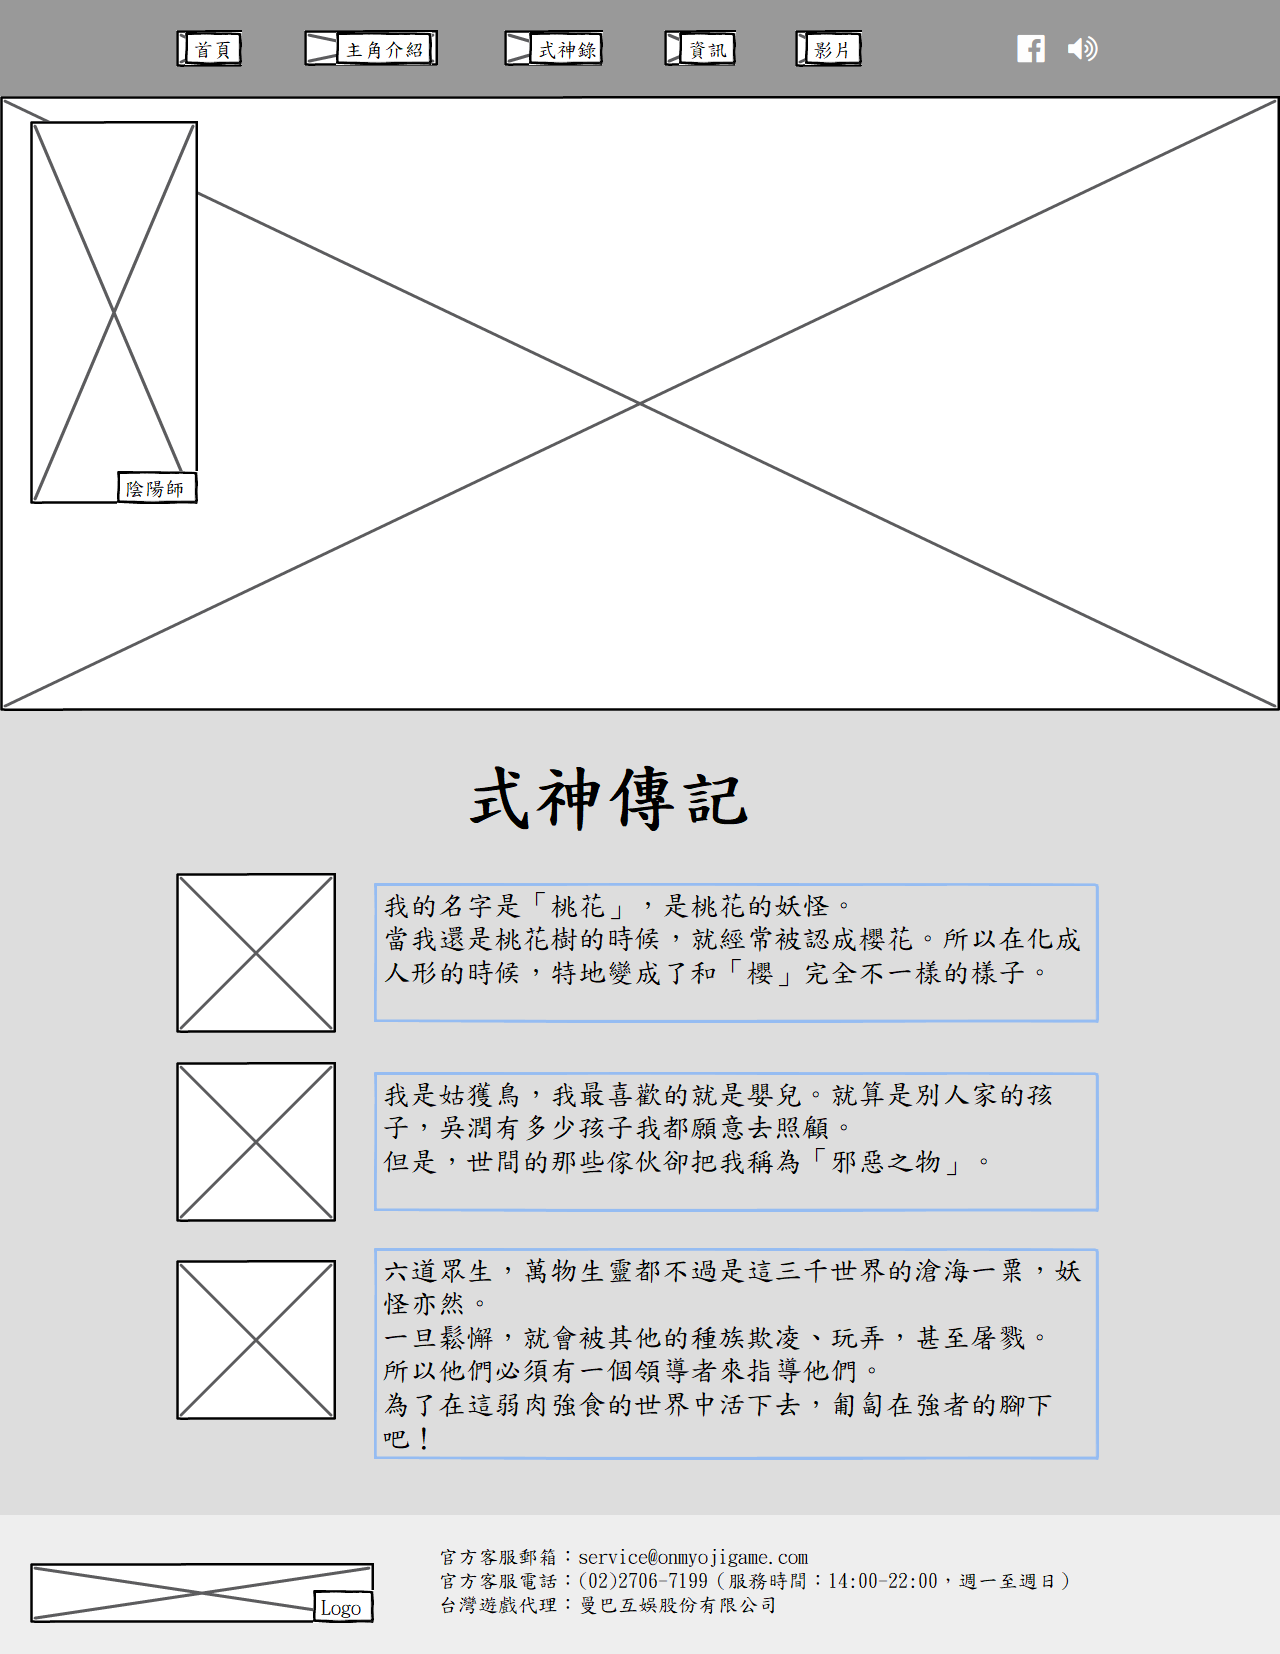 首頁
主角介紹
式神錄
資訊
影片
陰陽師
式神傳記
我的名字是「桃花」，是桃花的妖怪。
當我還是桃花樹的時候，就經常被認成櫻花。所以在化成
人形的時候，特地變成了和「櫻」完全不一樣的樣子。
我是姑獲鳥，我最喜歡的就是嬰兒。就算是別人家的孩
子，吳潤有多少孩子我都願意去照顧。
但是，世間的那些傢伙卻把我稱為「邪惡之物」。
六道眾生，萬物生靈都不過是這三千世界的滄海一粟，妖
怪亦然。
一旦鬆懈，就會被其他的種族欺凌、玩弄，甚至屠戮。
所以他們必須有一個領導者來指導他們。
為了在這弱肉強食的世界中活下去，匍匐在強者的腳下
吧！
Logo
官方客服郵箱：service@onmyojigame.com
官方客服電話：(02)2706-7199（服務時間：14:00-22:00，週一至週日）
台灣遊戲代理：曼巴互娛股份有限公司